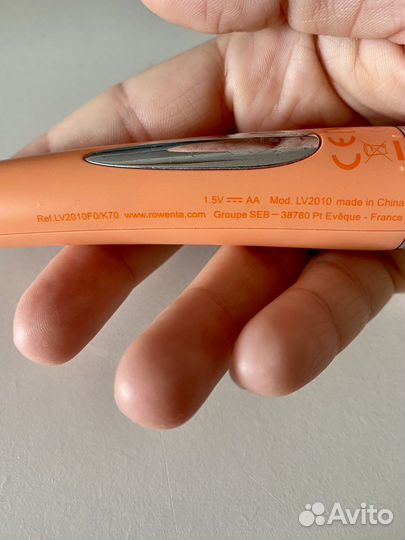 1.5V AA Mod. LV2010 made in China
Ref.LV2010F0/K70 www.rowenta.com Groupe SEB – 38780 Pt Evêque - France
CE
Avito